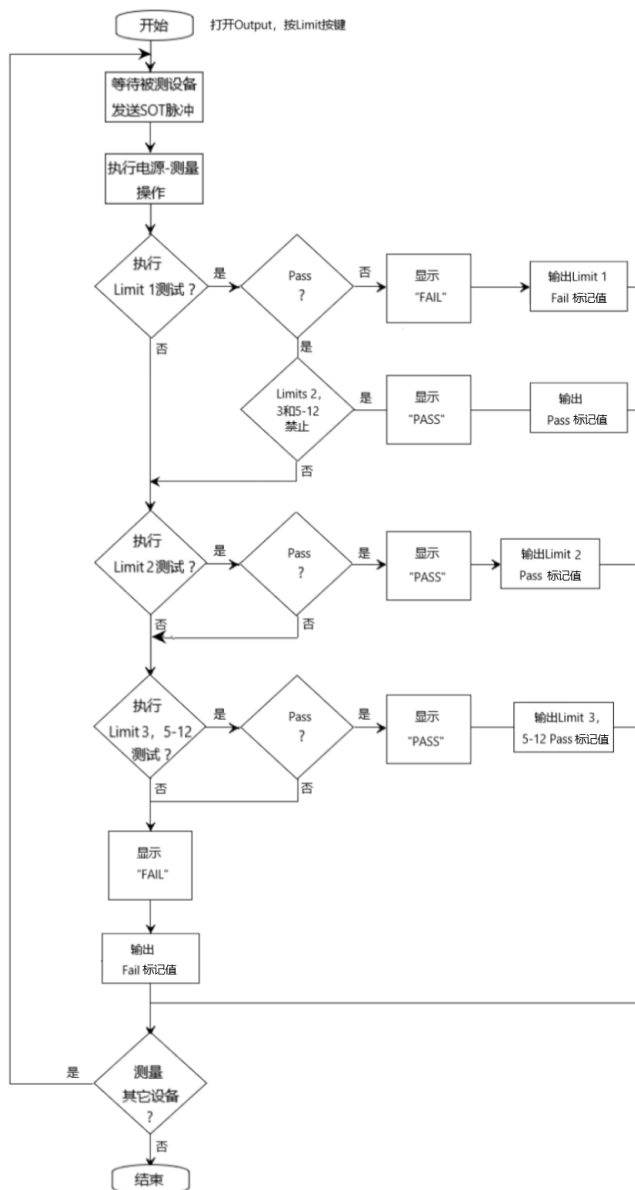 开始
打开Output，按Limit按键
等待被测设备
发送SOT脉冲
执行电源-测量
操作
执行
Limit 1测试？
是
Pass
？
否
显示
"FAIL"
输出Limit 1
Fail 标记值
否
是
Limits 2，
3和5-12
禁止
是
显示
"PASS"
输出
Pass 标记值
否
执行
Limit 2测试？
是
Pass
？
是
显示
"PASS"
输出Limit 2
Pass 标记值
否
否
执行
Limit 3，5-12
测试？
是
Pass
？
是
显示
"PASS"
输出Limit 3，
5-12 Pass 标记值
否
否
显示
"FAIL"
输出
Fail 标记值
是
测量
其它设备
？
否
结束